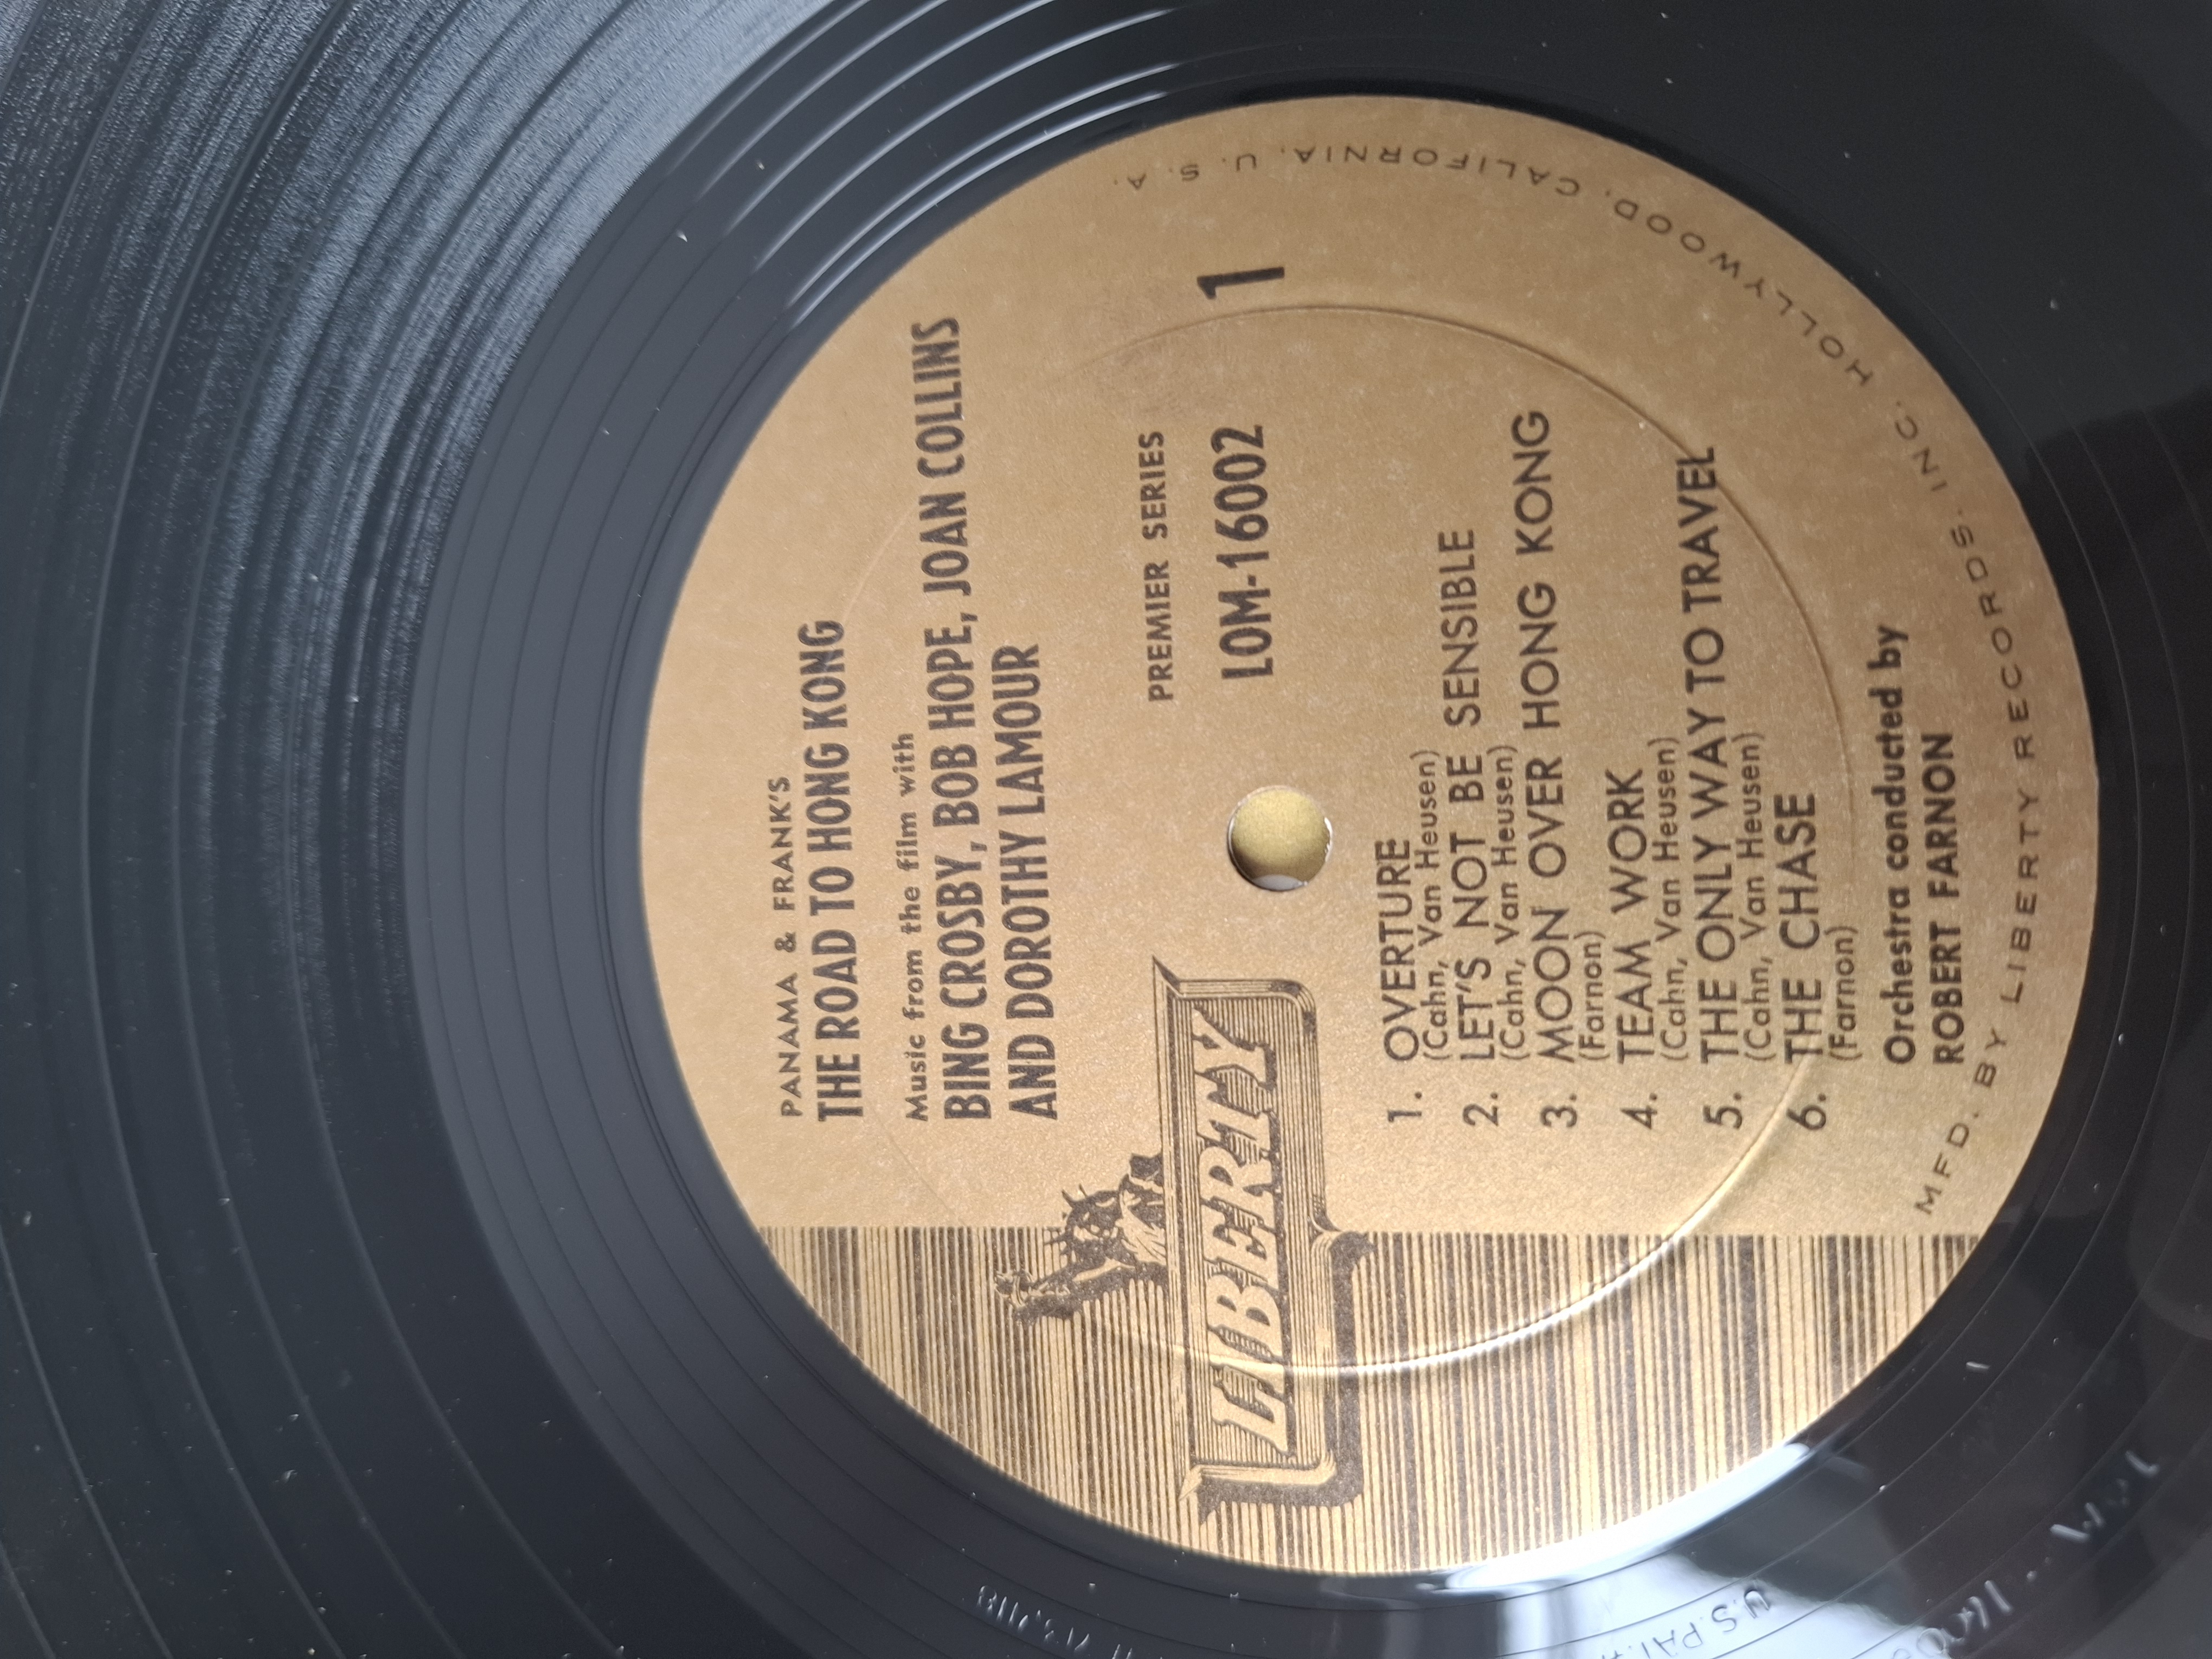 PANAMA & FRANK'S
THE ROAD TO HONG KONG
Music from the film with
BING CROSBY, BOB HOPE, JOAN COLLINS
AND DOROTHY LAMOUR
PREMIER SERIES
LOM-16002
1
LIBERTY
1. OVERTURE
(Cahn, Van Heusen)
2. LET'S NOT BE SENSIBLE
(Cahn, Van Heusen)
3. MOON OVER HONG KONG
(Farnon)
4. TEAM WORK
(Cahn, Van Heusen)
5. THE ONLY WAY TO TRAVEL
(Cahn, Van Heusen)
6. THE CHASE
(Farnon)
Orchestra conducted by
ROBERT FARNON
MFD. BY LIBERTY RECORDS, INC. HOLLYWOOD, CALIFORNIA, U. S. A.
U.S. PAT.